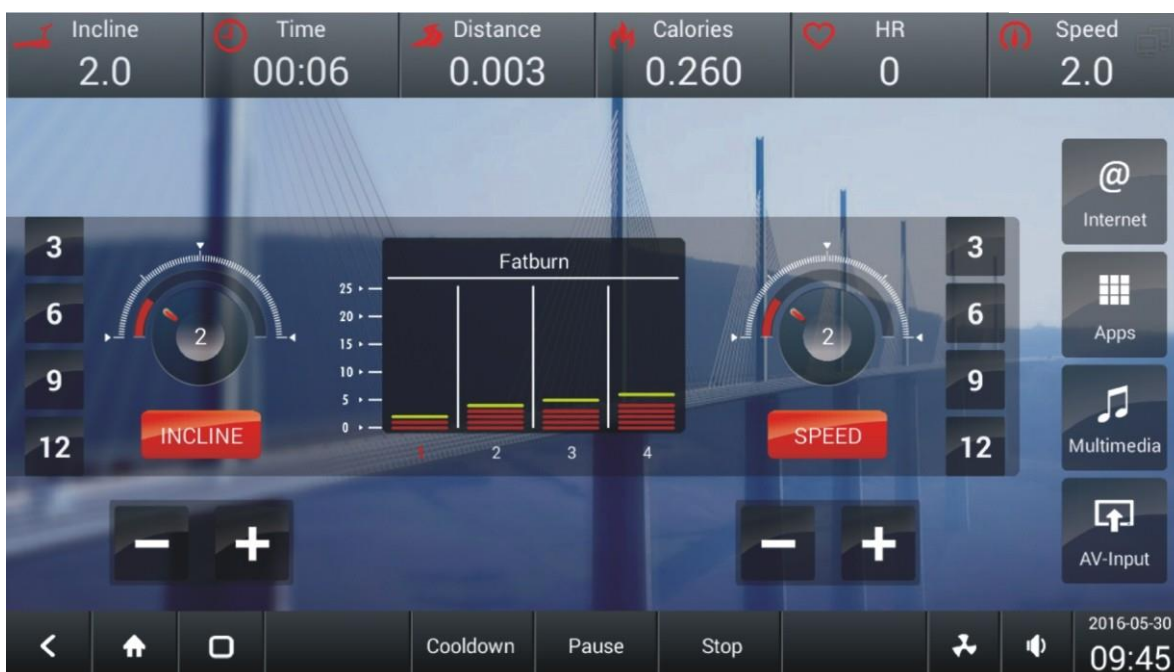 Incline
2.0
Time
00:06
Distance
0.003
Calories
0.260
HR
0
Speed
2.0
3
6
9
12
2
INCLINE
Fatburn
25
20
15
10
5
0
1 2 3 4
2
SPEED
3
6
9
12
@
Internet
Apps
Multimedia
AV-Input
− +
− +
Cooldown Pause Stop
2016-05-30
09:45